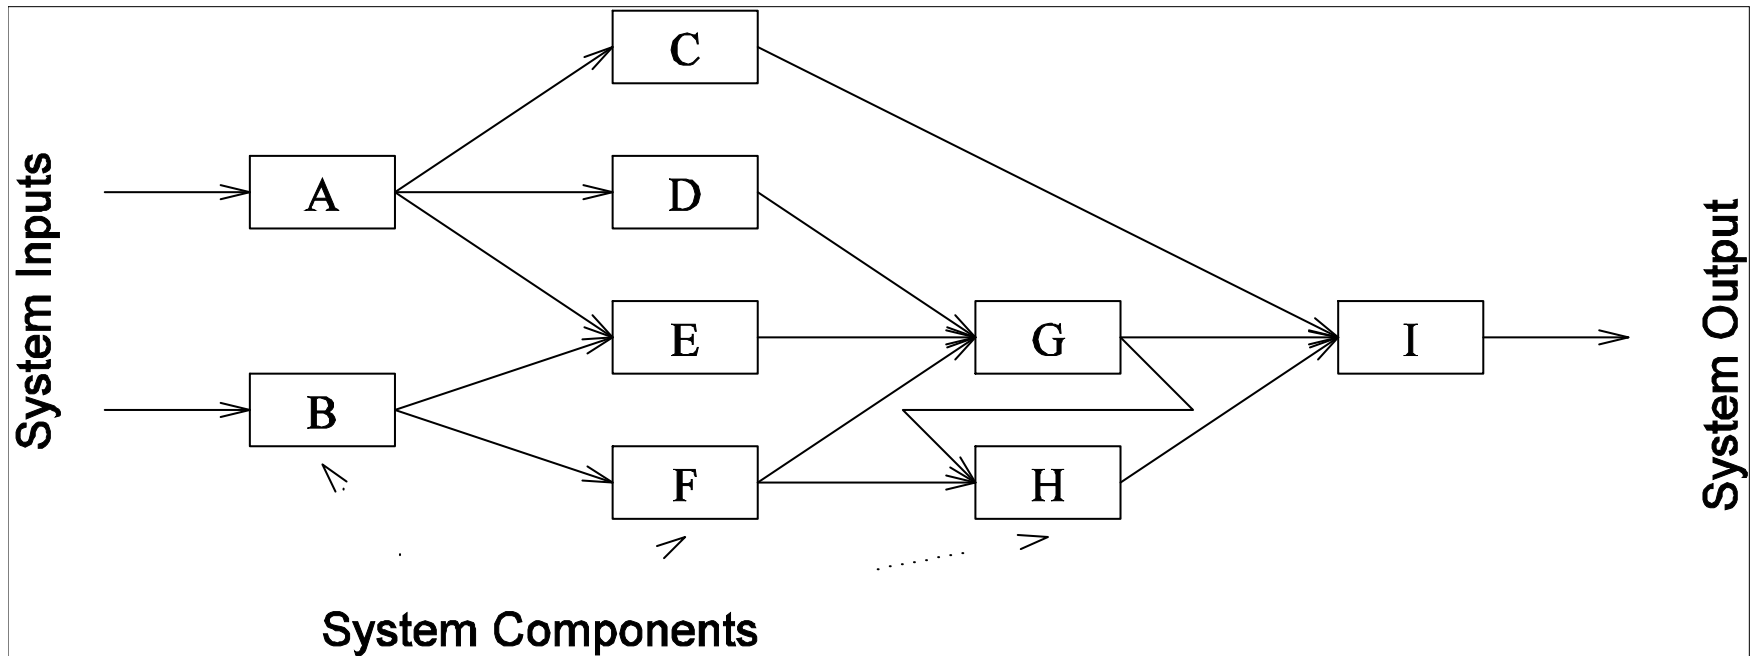 System Inputs
A
B
C
D
E
F
G
H
I
System Output
System Components